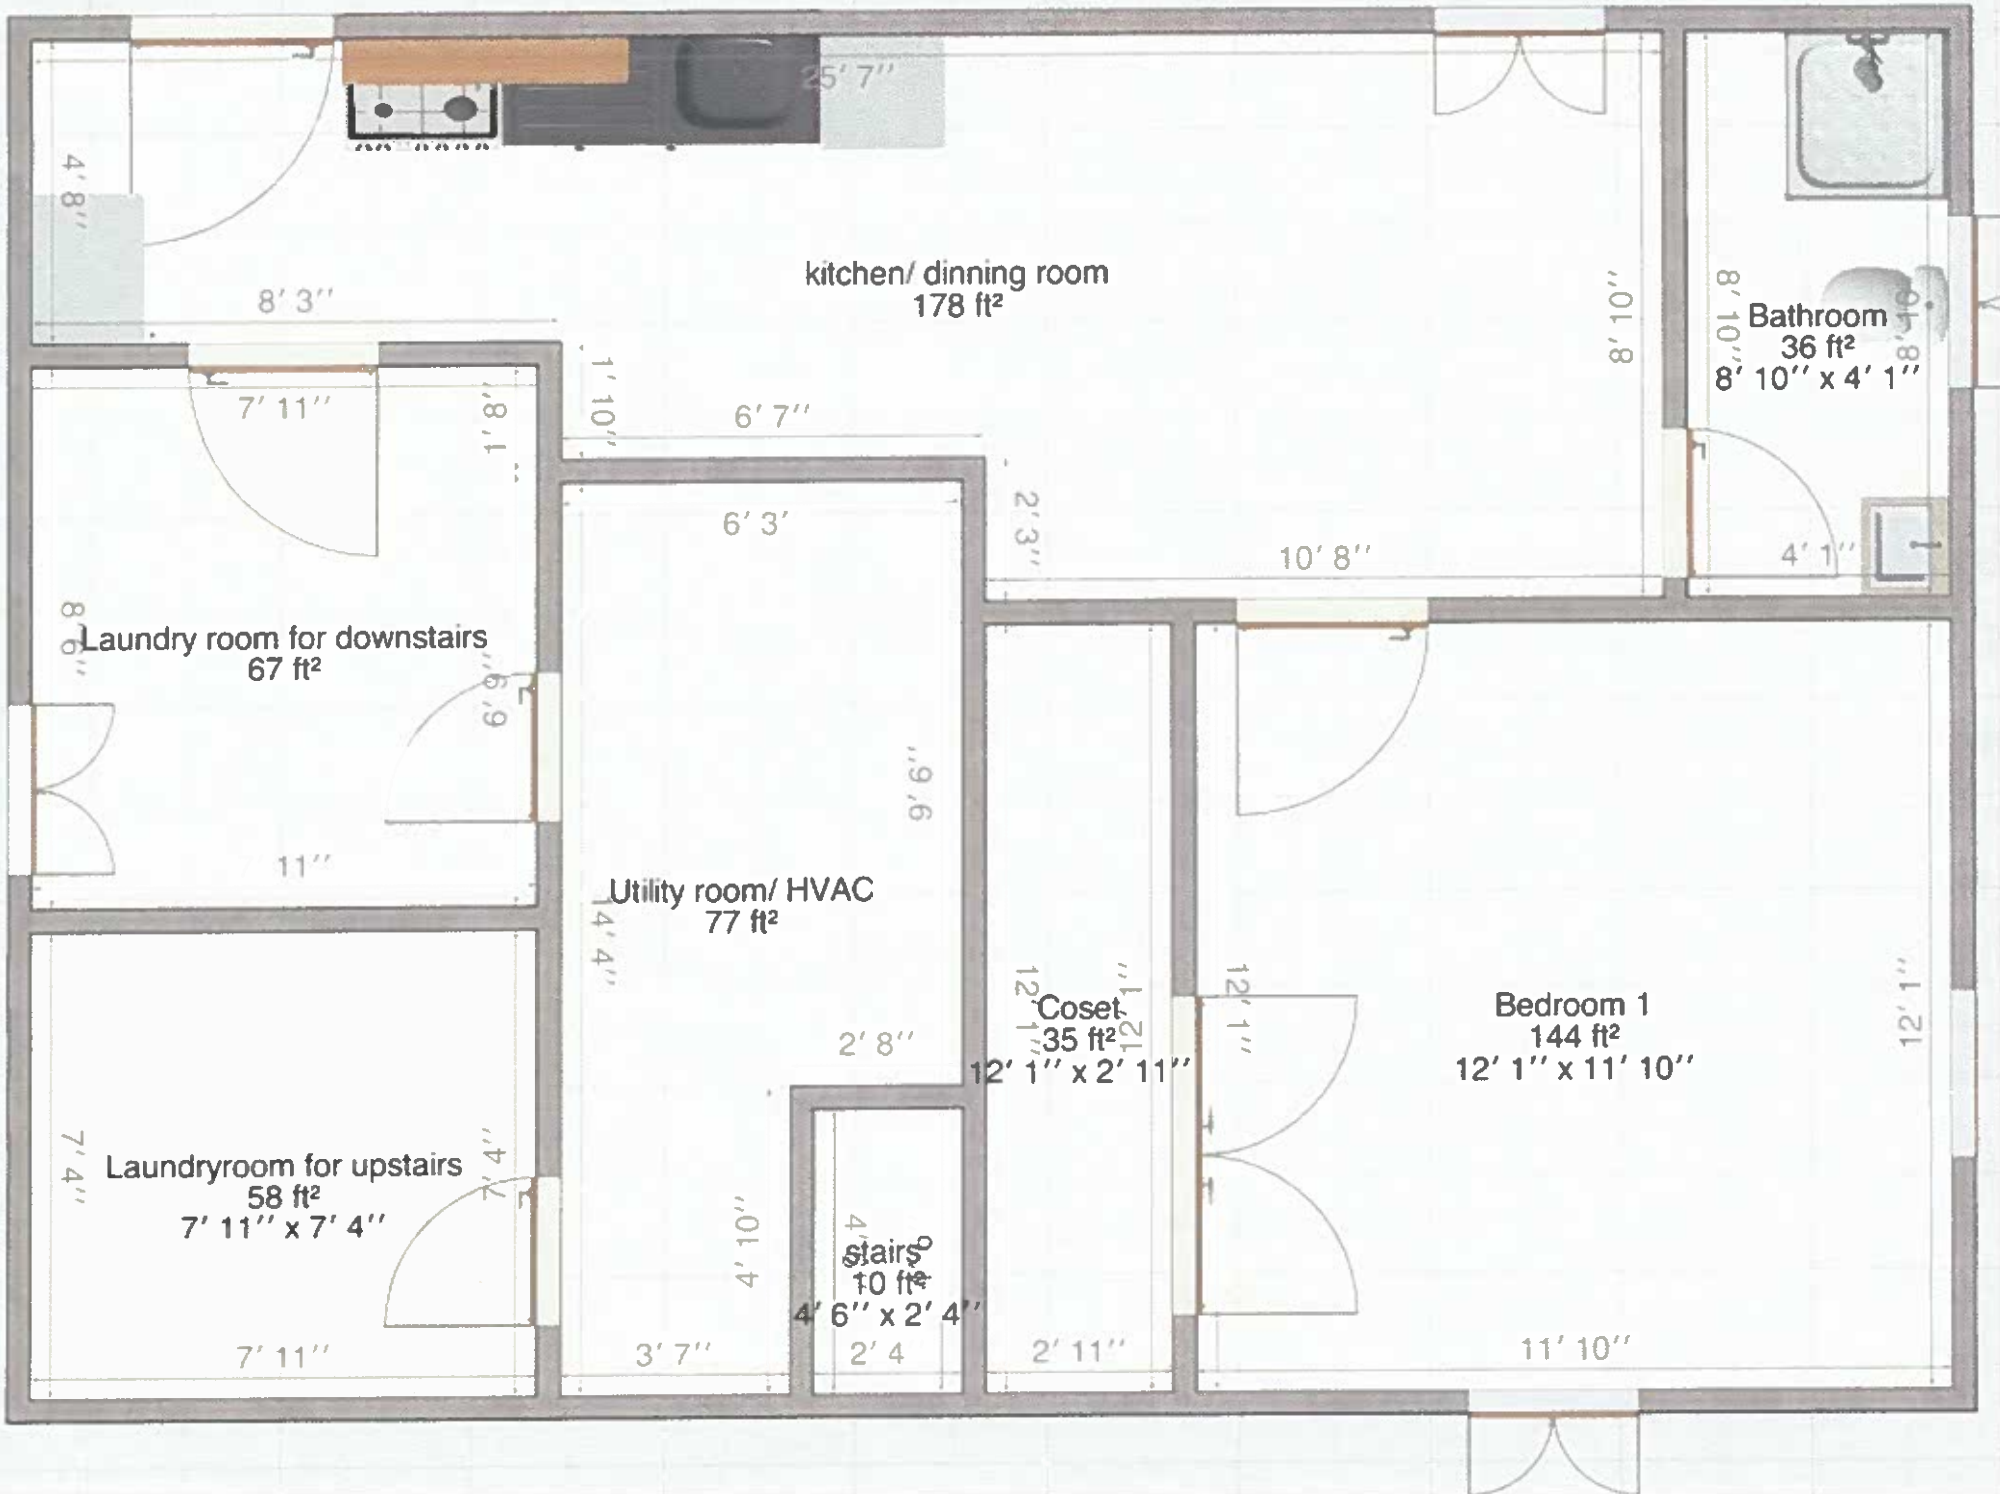 25' 7''
4' 8''
8' 3''
kitchen/ dinning room
178 ft²
8' 10''
8' 10''
Bathroom
36 ft²
8' 10'' x 4' 1''
7' 11''
1' 8''
1' 10''
6' 7''
6' 3'
2' 3''
10' 8''
4' 1''
8' 6''
Laundry room for downstairs
67 ft²
6' 9''
9' 9''
11''
Utility room/ HVAC
77 ft²
14' 4''
2' 8''
12' 1''
12' 1''
Coset
35 ft²
12' 1'' x 2' 11''
12' 1''
Bedroom 1
144 ft²
12' 1'' x 11' 10''
12' 1''
7' 4''
7' 4''
Laundryroom for upstairs
58 ft²
7' 11'' x 7' 4''
4' 10''
stairs
10 ft²
4' 6'' x 2' 4''
7' 11''
3' 7''
2' 4
2' 11''
11' 10''